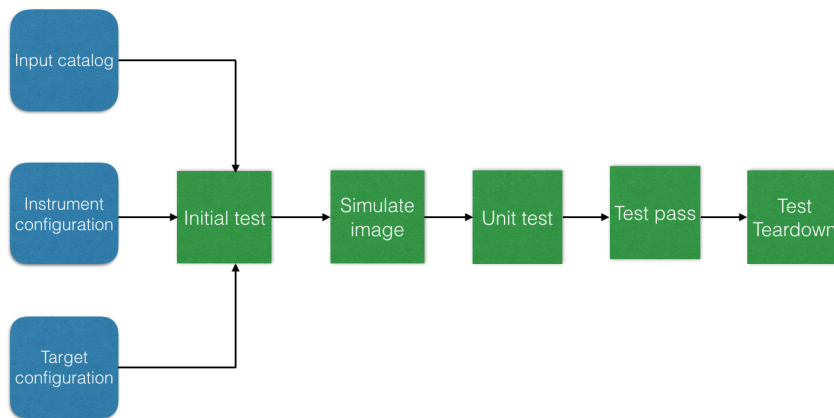 Input catalog
Instrument
configuration
Initial test
Simulate
image
Unit test
Test pass
Test
Teardown
Target
configuration